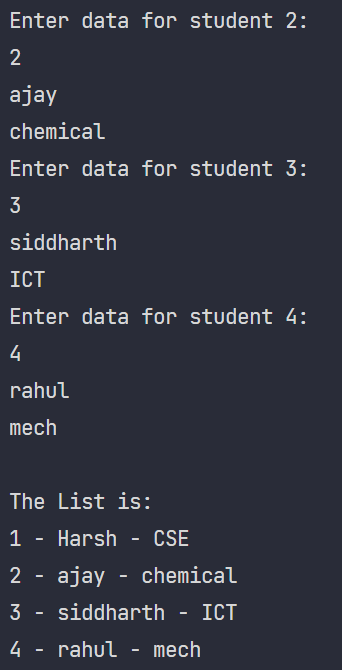 Enter data for student 2:
2
ajay
chemical
Enter data for student 3:
3
siddharth
ICT
Enter data for student 4:
4
rahul
mech
The List is:
1 - Harsh - CSE
2 - ajay - chemical
3 - siddharth - ICT
4 - rahul - mech